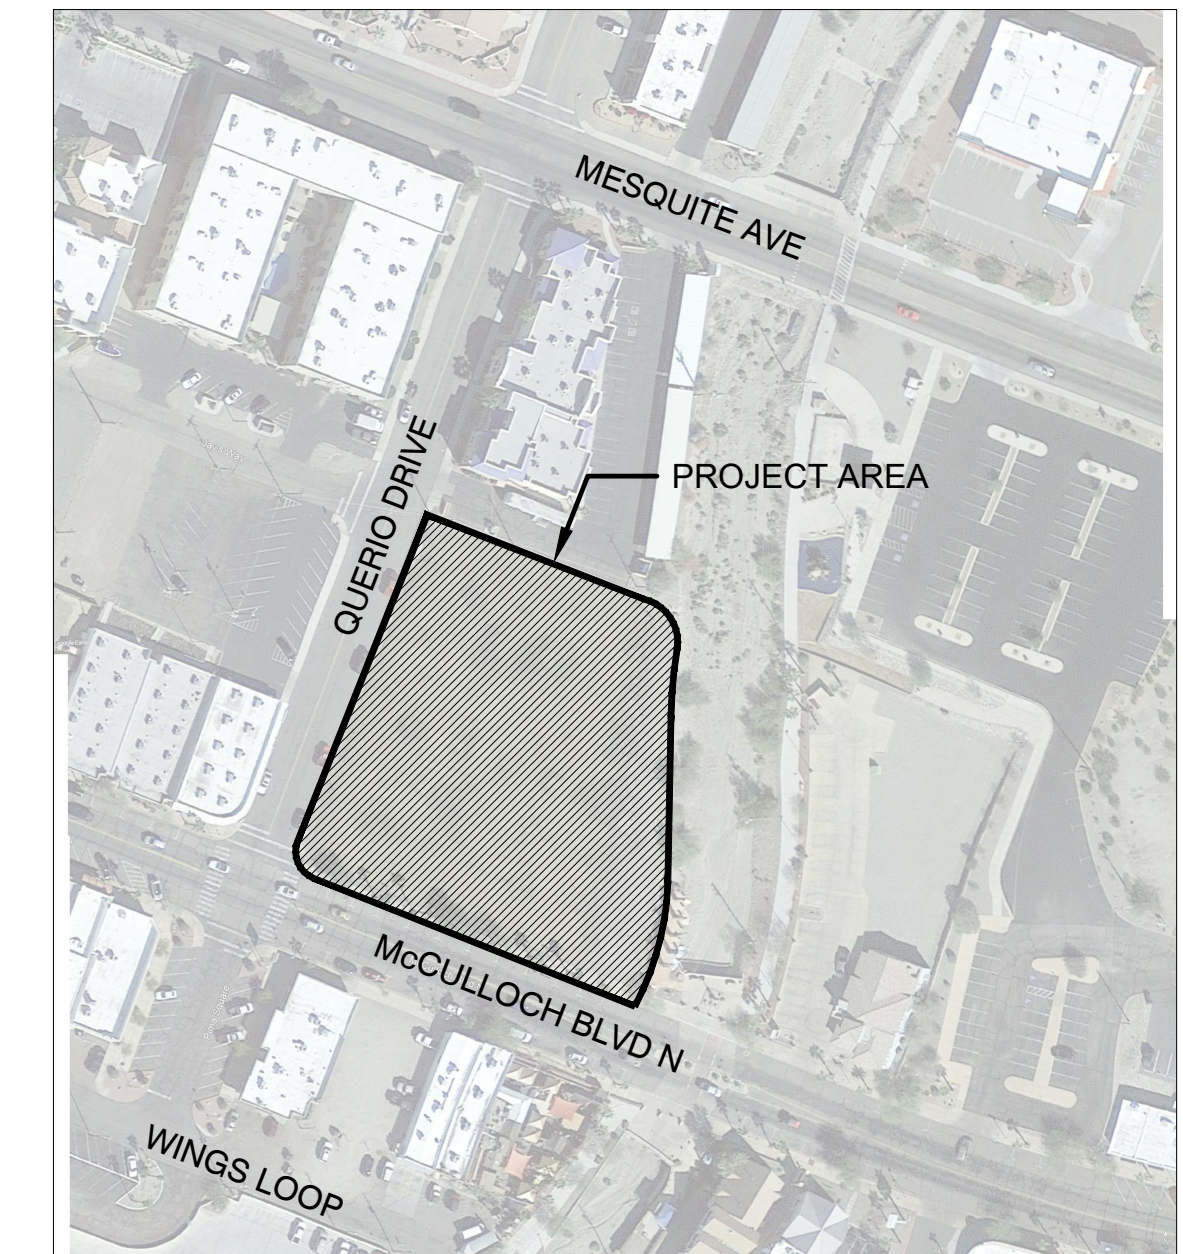 MESQUITE AVE
PROJECT AREA
QUERIO DRIVE
McCULLOCH BLVD N
WINGS LOOP